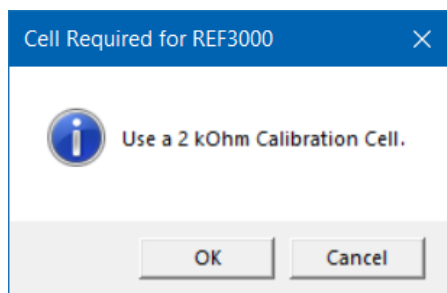 Cell Required for REF3000
Use a 2 kOhm Calibration Cell.
OK
Cancel